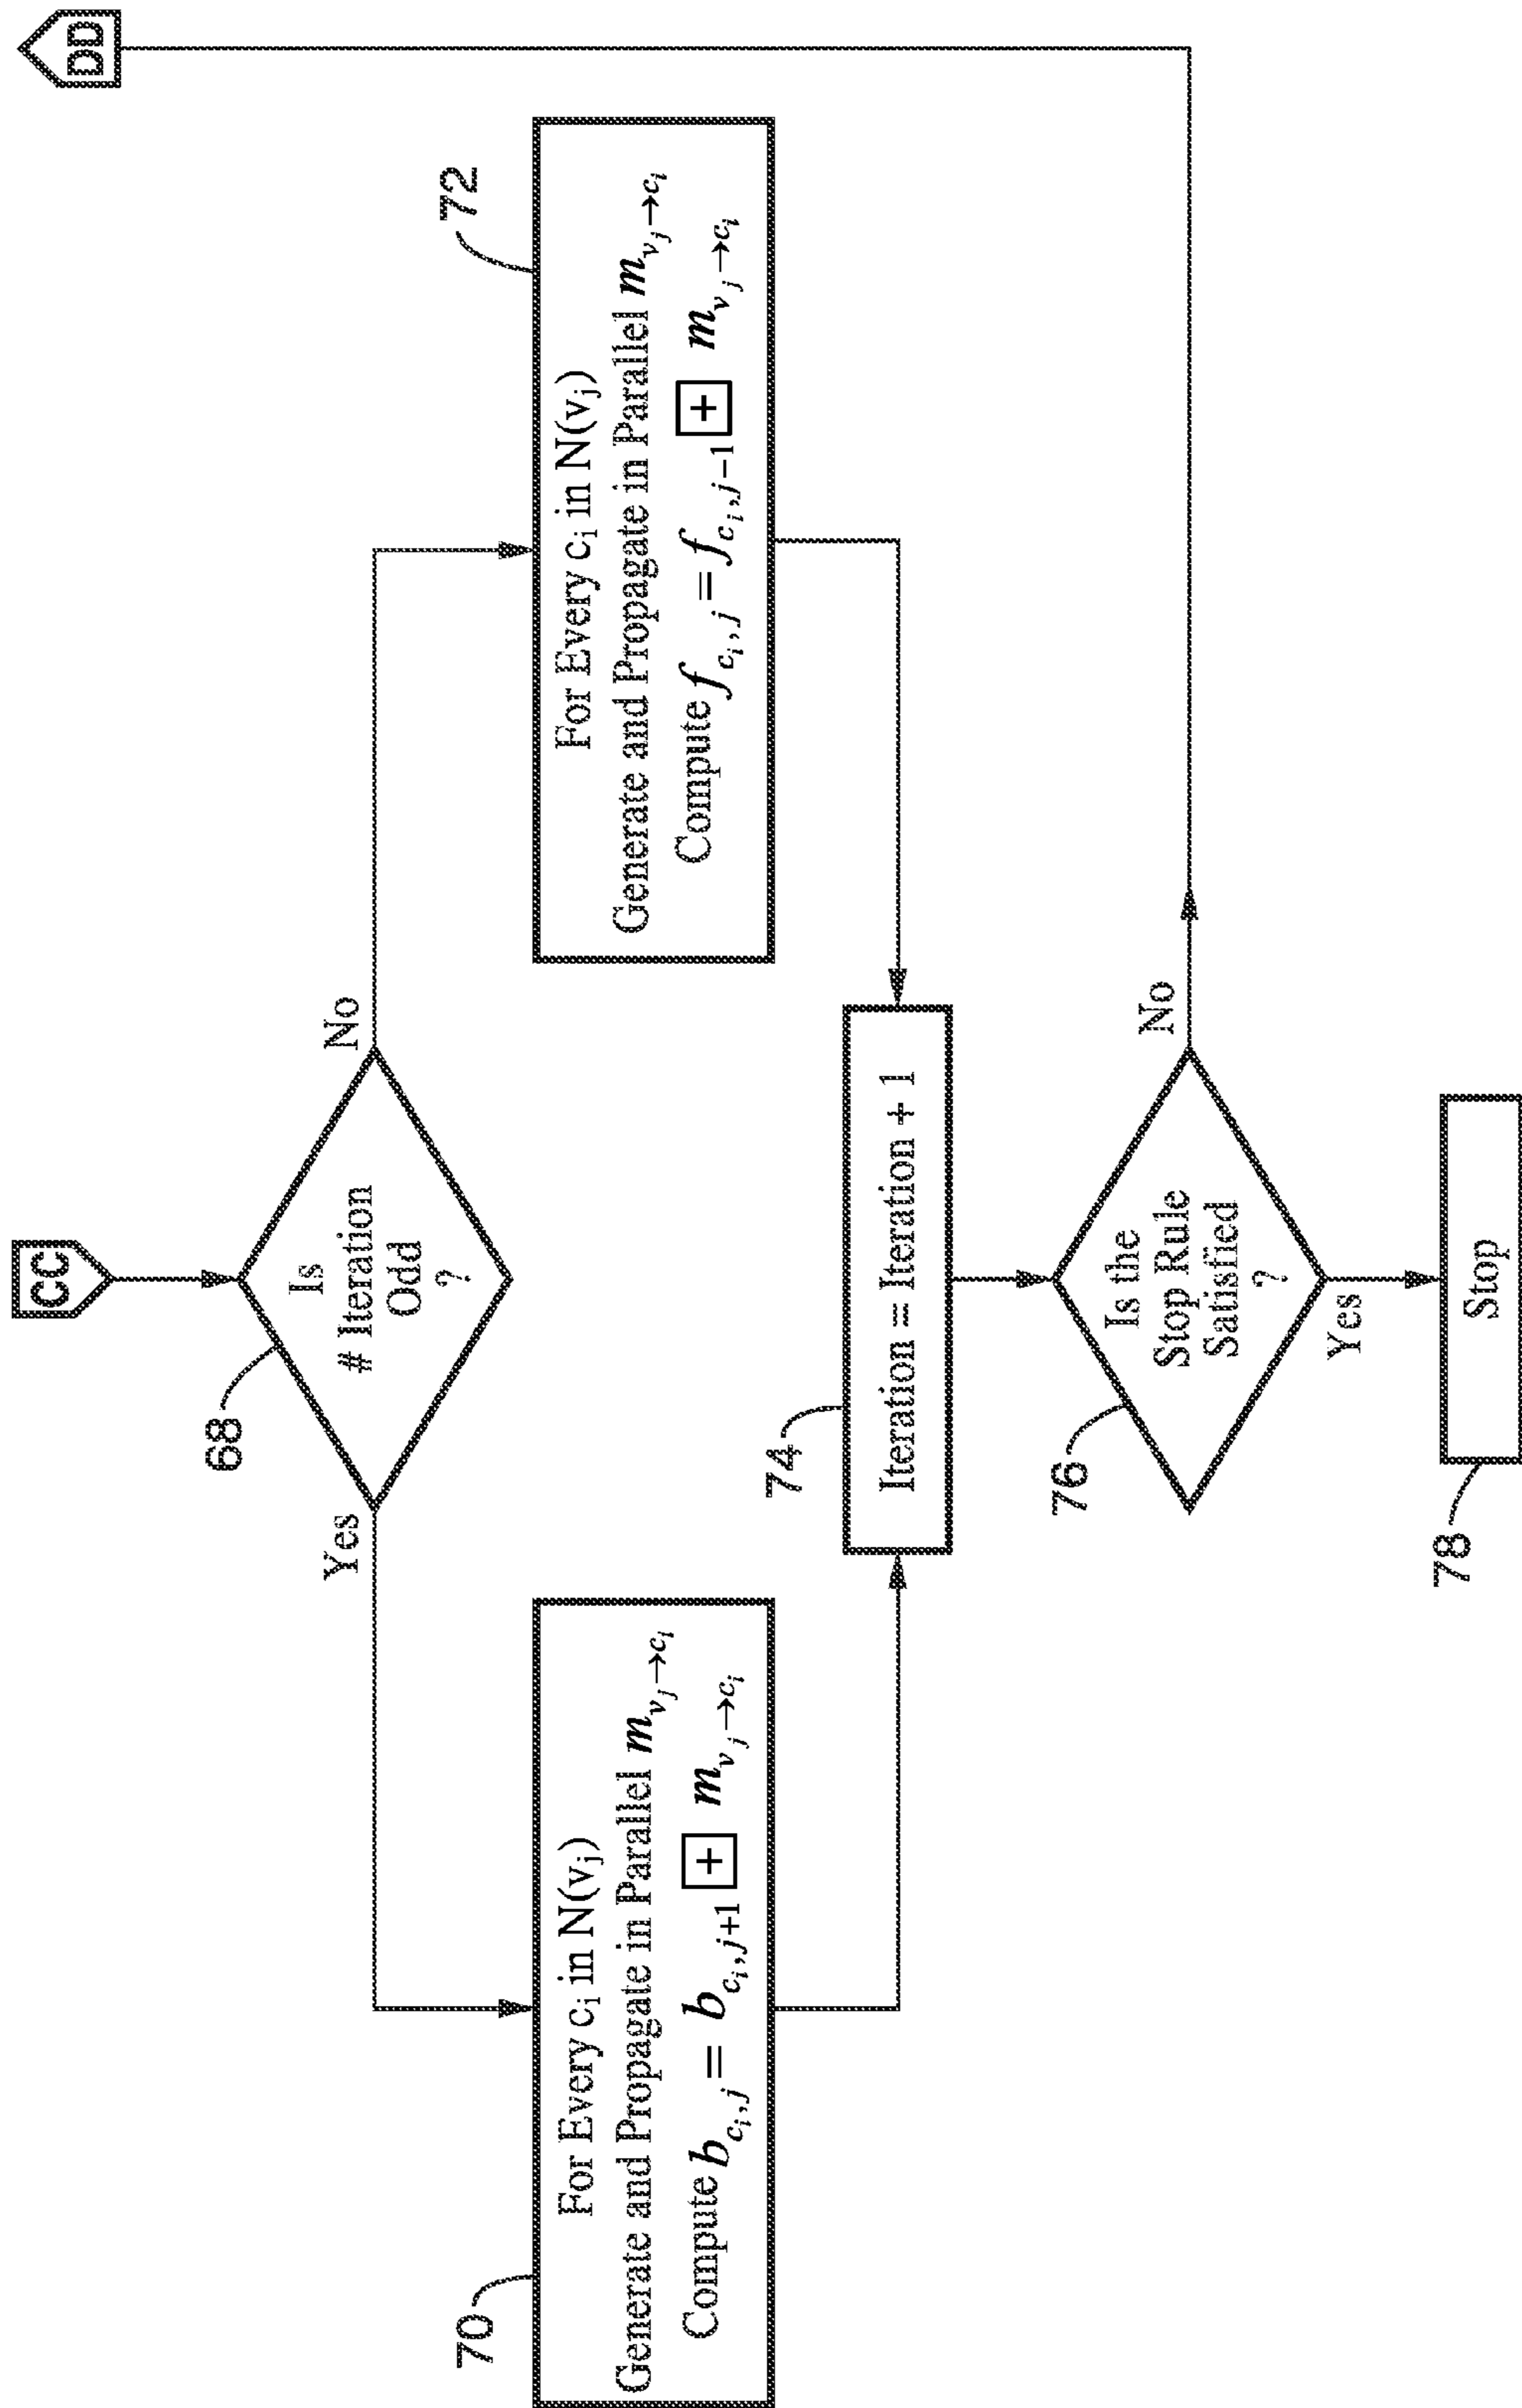 CC
DD
68
Is
# Iteration
Odd
?
Yes
No
70
For Every c_i in N(v_j)
Generate and Propagate in Parallel m_{v_j→c_i}
Compute b_{c_i,j} = b_{c_i,j+1} ⊞ m_{v_j→c_i}
72
For Every c_i in N(v_j)
Generate and Propagate in Parallel m_{v_j→c_i}
Compute f_{c_i,j} = f_{c_i,j-1} ⊞ m_{v_j→c_i}
74
Iteration = Iteration + 1
76
Is the
Stop Rule
Satisfied
?
No
Yes
78
Stop